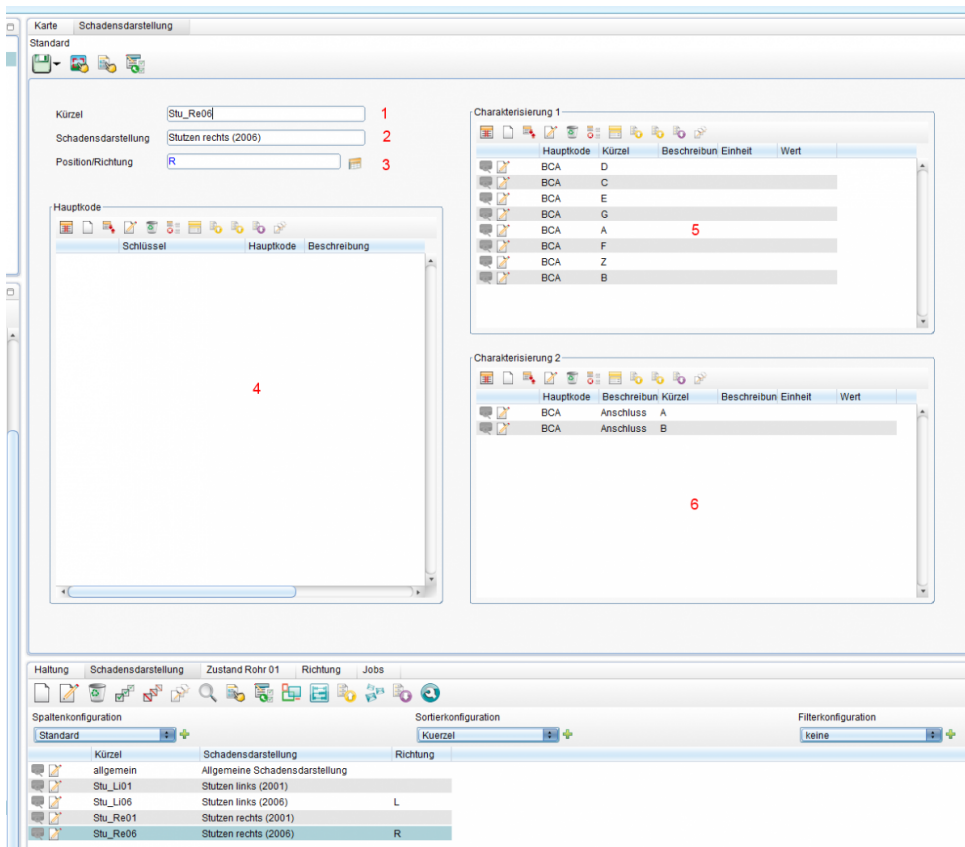 Karte Schadensdarstellung
Standard
Kürzel Stu_Re06 1
Schadensdarstellung Stutzen rechts (2006) 2
Position/Richtung R 3
Hauptkode
Schlüssel Hauptkode Beschreibung
4
Charakterisierung 1
Hauptkode Kürzel Beschreibun Einheit Wert
BCA D
BCA C
BCA E
BCA G
BCA A
BCA F
BCA Z
BCA B
5
Charakterisierung 2
Hauptkode Beschreibun Kürzel Beschreibun Einheit Wert
BCA Anschluss A
BCA Anschluss B
6
Haltung Schadensdarstellung Zustand Rohr 01 Richtung Jobs
Spaltenkonfiguration Sortierkonfiguration Filterkonfiguration
Standard Kuerzel keine
Kürzel Schadensdarstellung Richtung
allgemein Allgemeine Schadensdarstellung
Stu_Li01 Stutzen links (2001)
Stu_Li06 Stutzen links (2006) L
Stu_Re01 Stutzen rechts (2001)
Stu_Re06 Stutzen rechts (2006) R